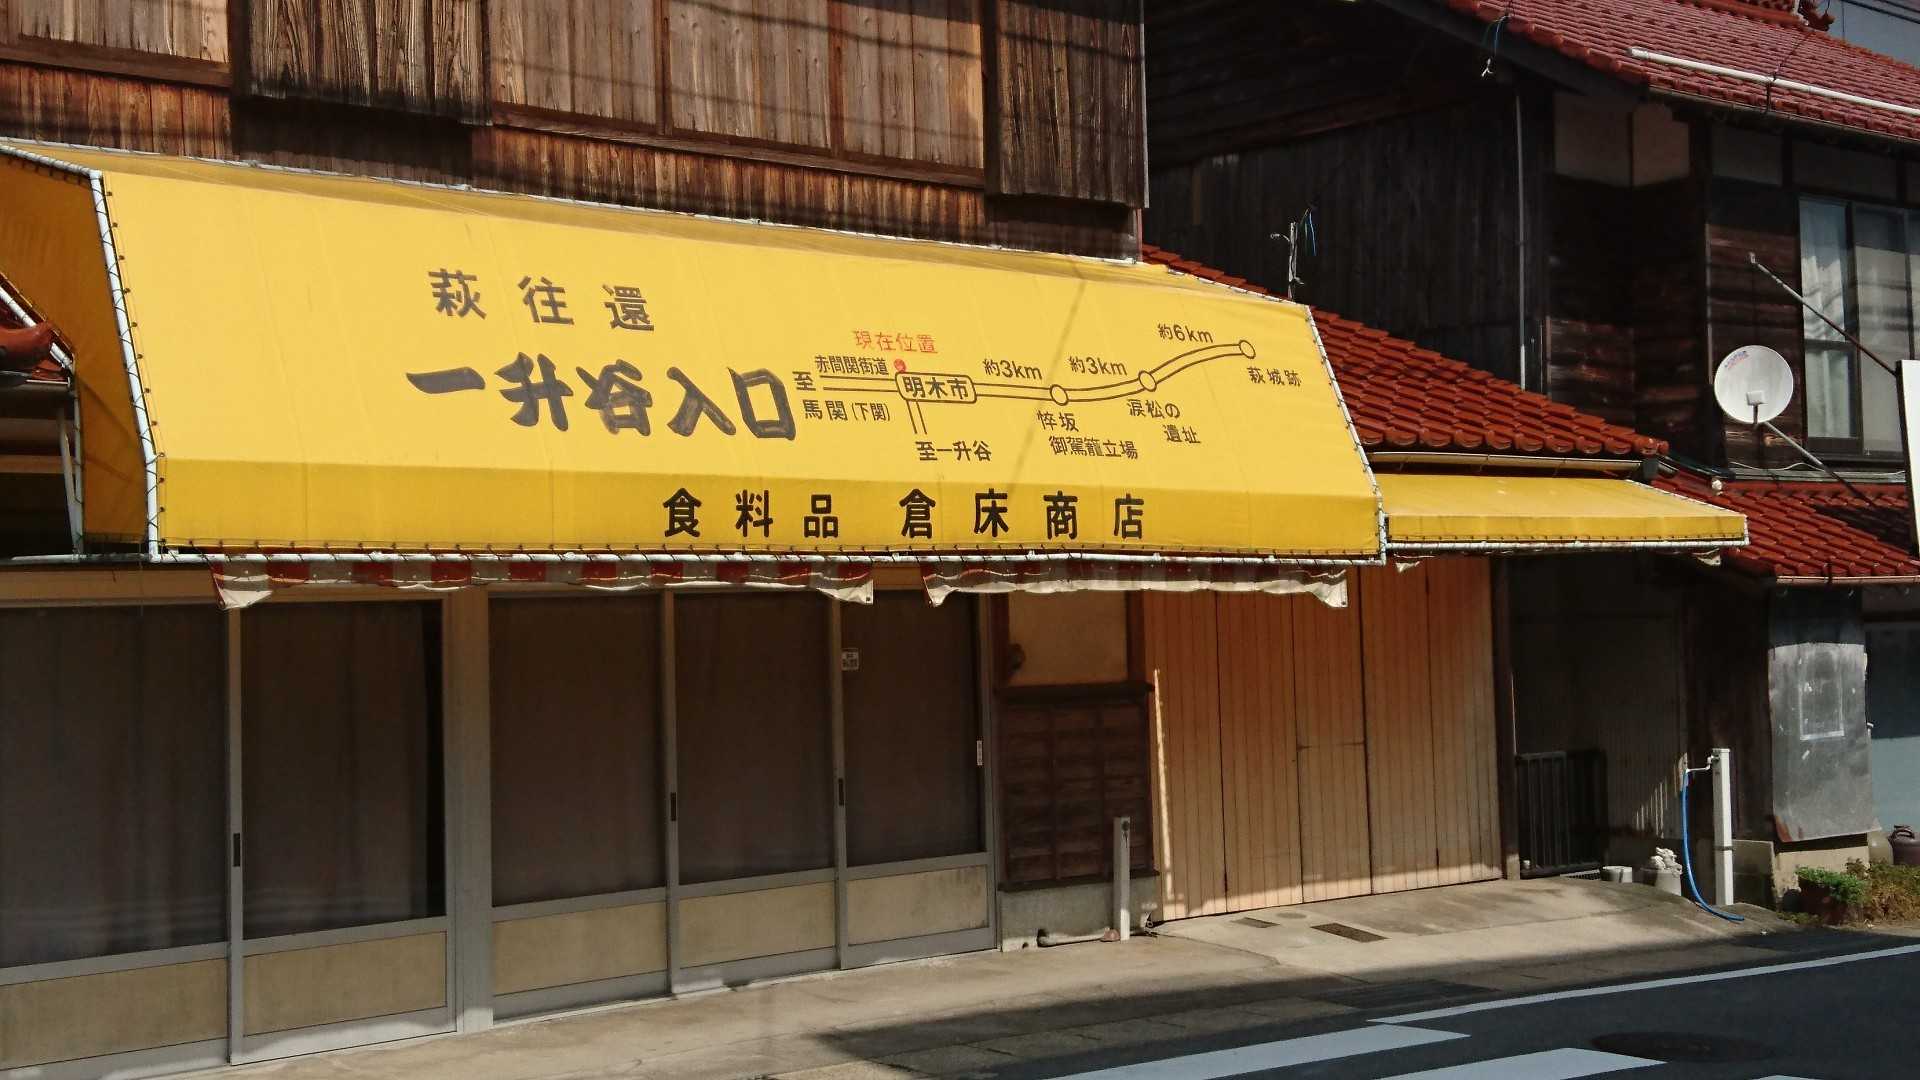 萩往還
一升谷入口
現在位置
赤間関街道
至
馬関(下関)
明木市
至一升谷
約3km
約3km
約6km
悴坂
御駕籠立場
涙松の
遺址
萩城跡
食料品 倉床商店